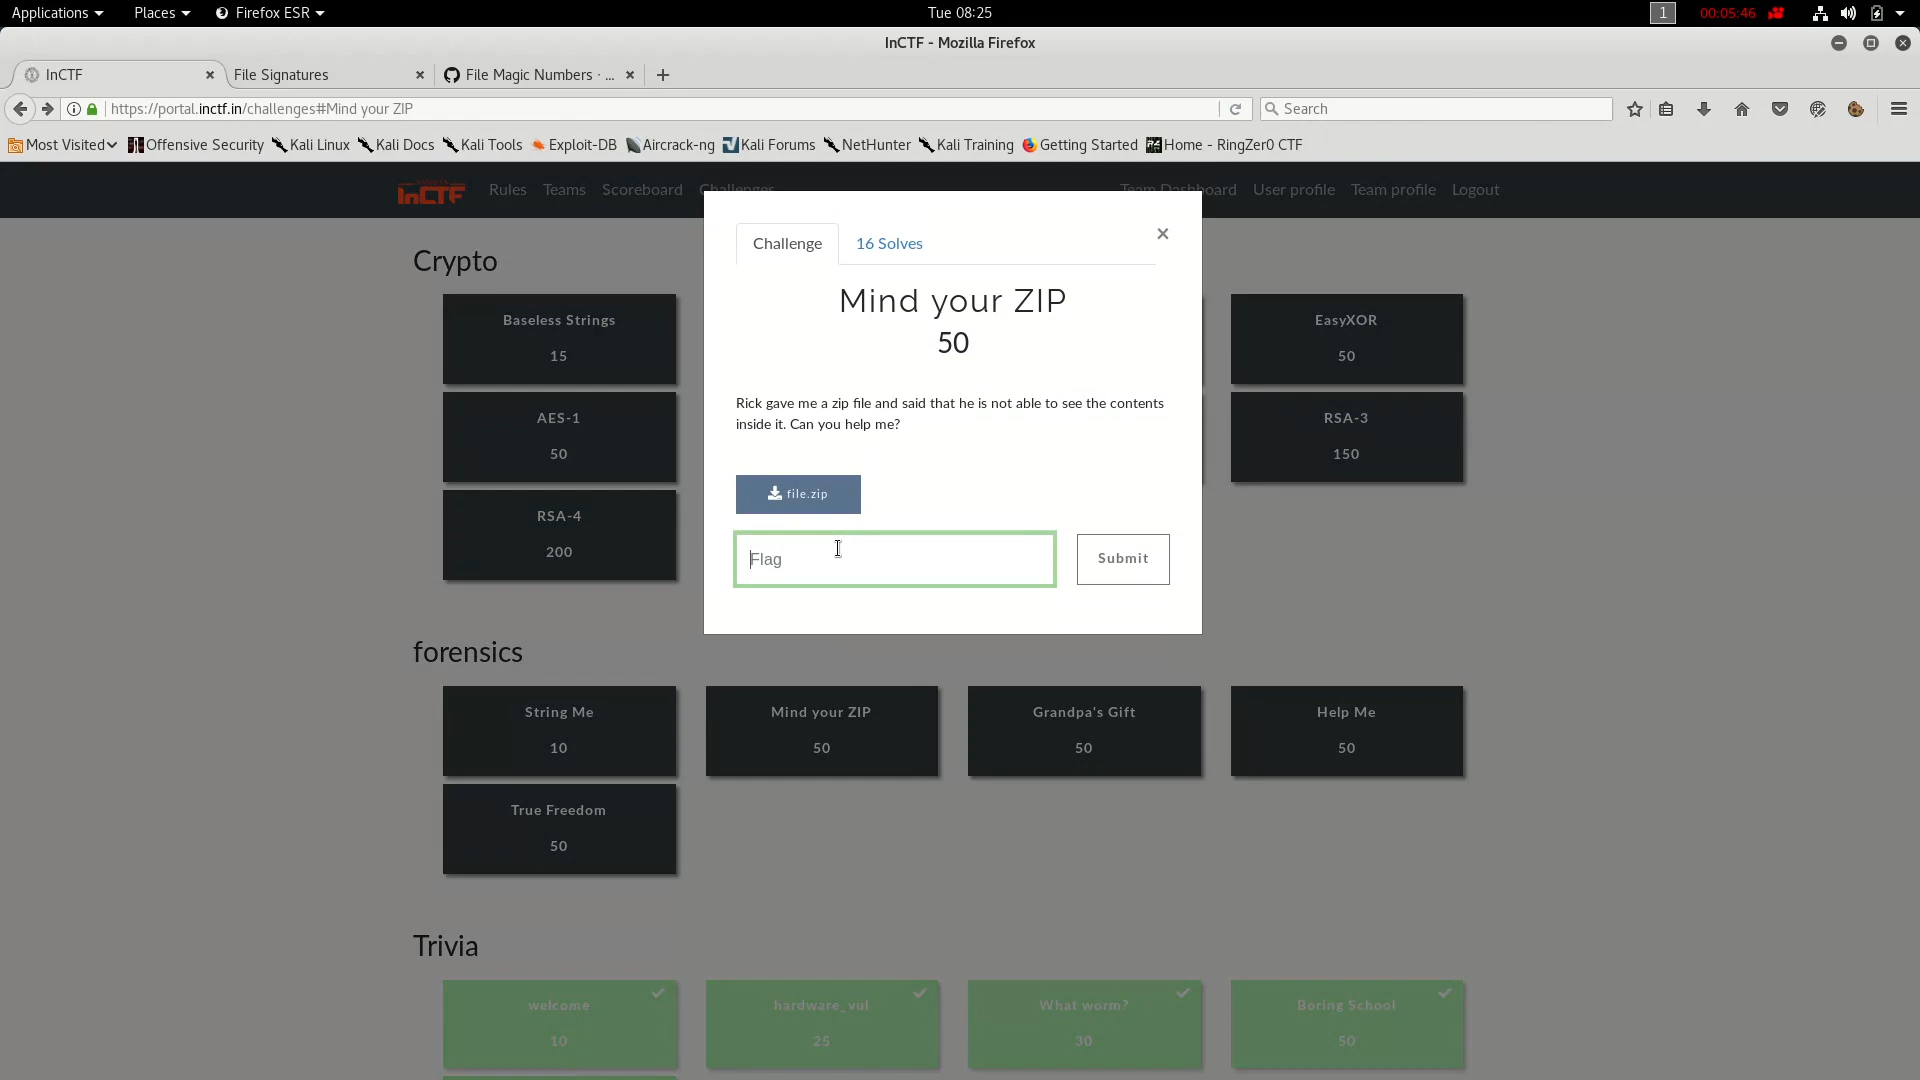 Applications Places Firefox ESR Tue 08:25 1 00:05:46
InCTF - Mozilla Firefox
InCTF File Signatures File Magic Numbers · ...
https://portal.inctf.in/challenges#Mind your ZIP Search
Most Visited Offensive Security Kali Linux Kali Docs Kali Tools Exploit-DB Aircrack-ng Kali Forums NetHunter Kali Training Getting Started Home - RingZer0 CTF
InCTF Rules Teams Scoreboard Challenges Team Dashboard User profile Team profile Logout
Challenge 16 Solves
Mind your ZIP
50
Rick gave me a zip file and said that he is not able to see the contents
inside it. Can you help me?
file.zip
Flag Submit
Crypto
Baseless Strings EasyXOR
15 50
AES-1 RSA-3
50 150
RSA-4
200
forensics
String Me Mind your ZIP Grandpa's Gift Help Me
10 50 50 50
True Freedom
50
Trivia
welcome hardware_vul What worm? Boring School
10 25 30 50